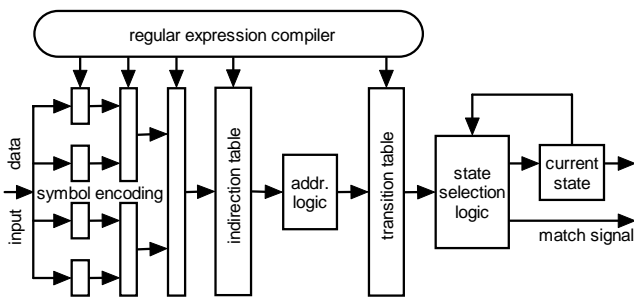 regular expression compiler
input data
symbol encoding
indirection table
addr.
logic
transition table
state
selection
logic
current
state
match signal